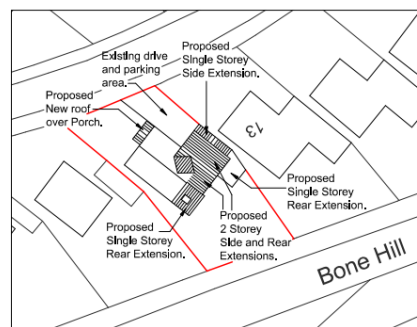 Existing drive
and parking
area.
Proposed
Single Storey
Side Extension.
Proposed
New roof
over Porch.
13
Proposed
Single Storey
Rear Extension.
Proposed
Single Storey
Rear Extension.
Proposed
2 Storey
Side and Rear
Extensions.
Bone Hill